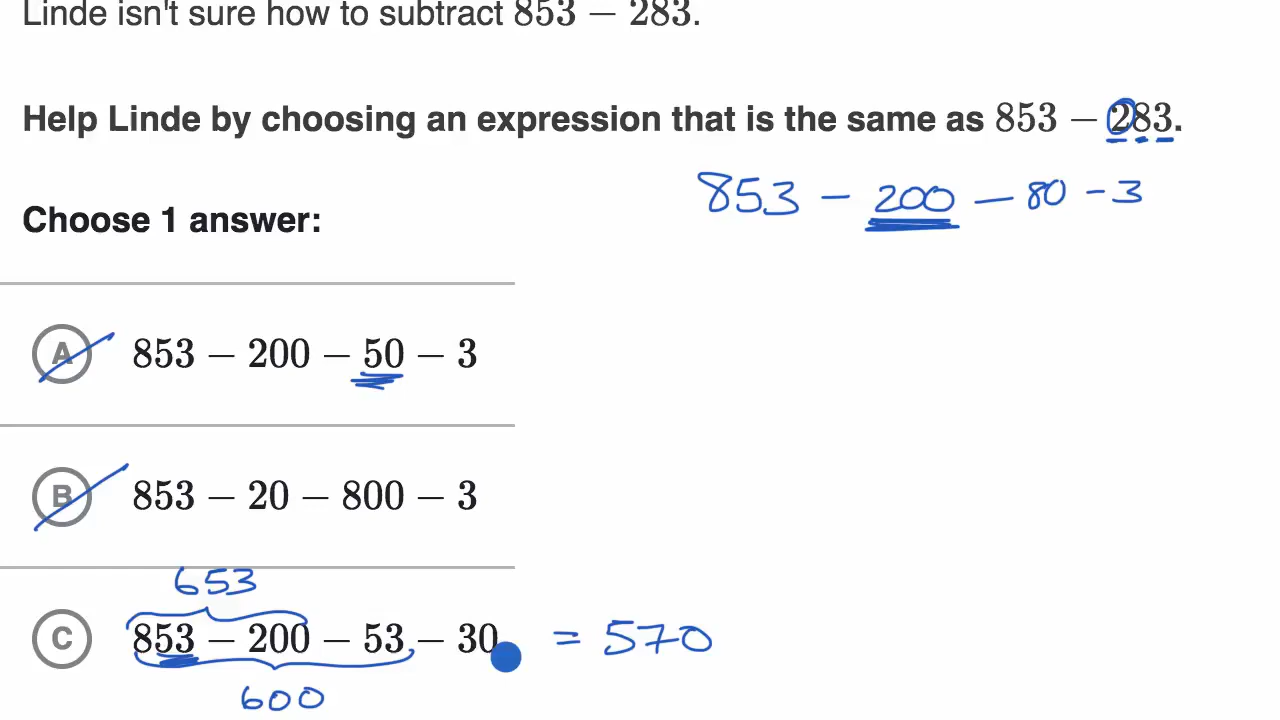 Linde isn't sure how to subtract 853 − 283.
Help Linde by choosing an expression that is the same as 853 − 283.
853 − 200 − 80 − 3
Choose 1 answer:
A 853 − 200 − 50 − 3
B 853 − 20 − 800 − 3
653
C 853 − 200 − 53 − 30 = 570
600